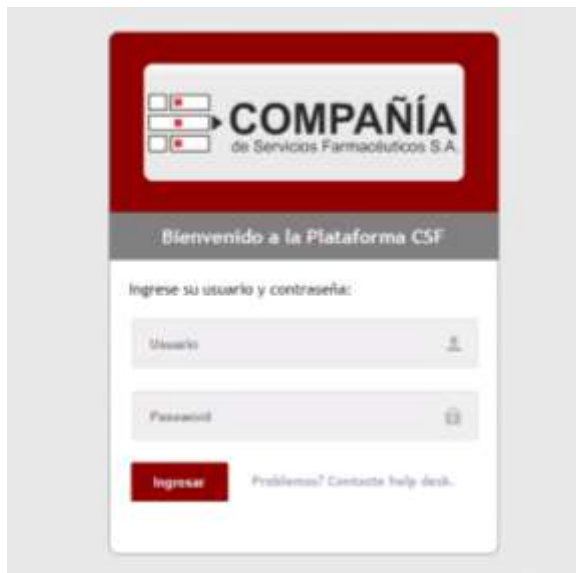 COMPAÑÍA
de Servicios Farmacéuticos S.A.
Bienvenido a la Plataforma CSF
Ingrese su usuario y contraseña:
Usuario
Password
Ingresar
Problemas? Contacte help desk.